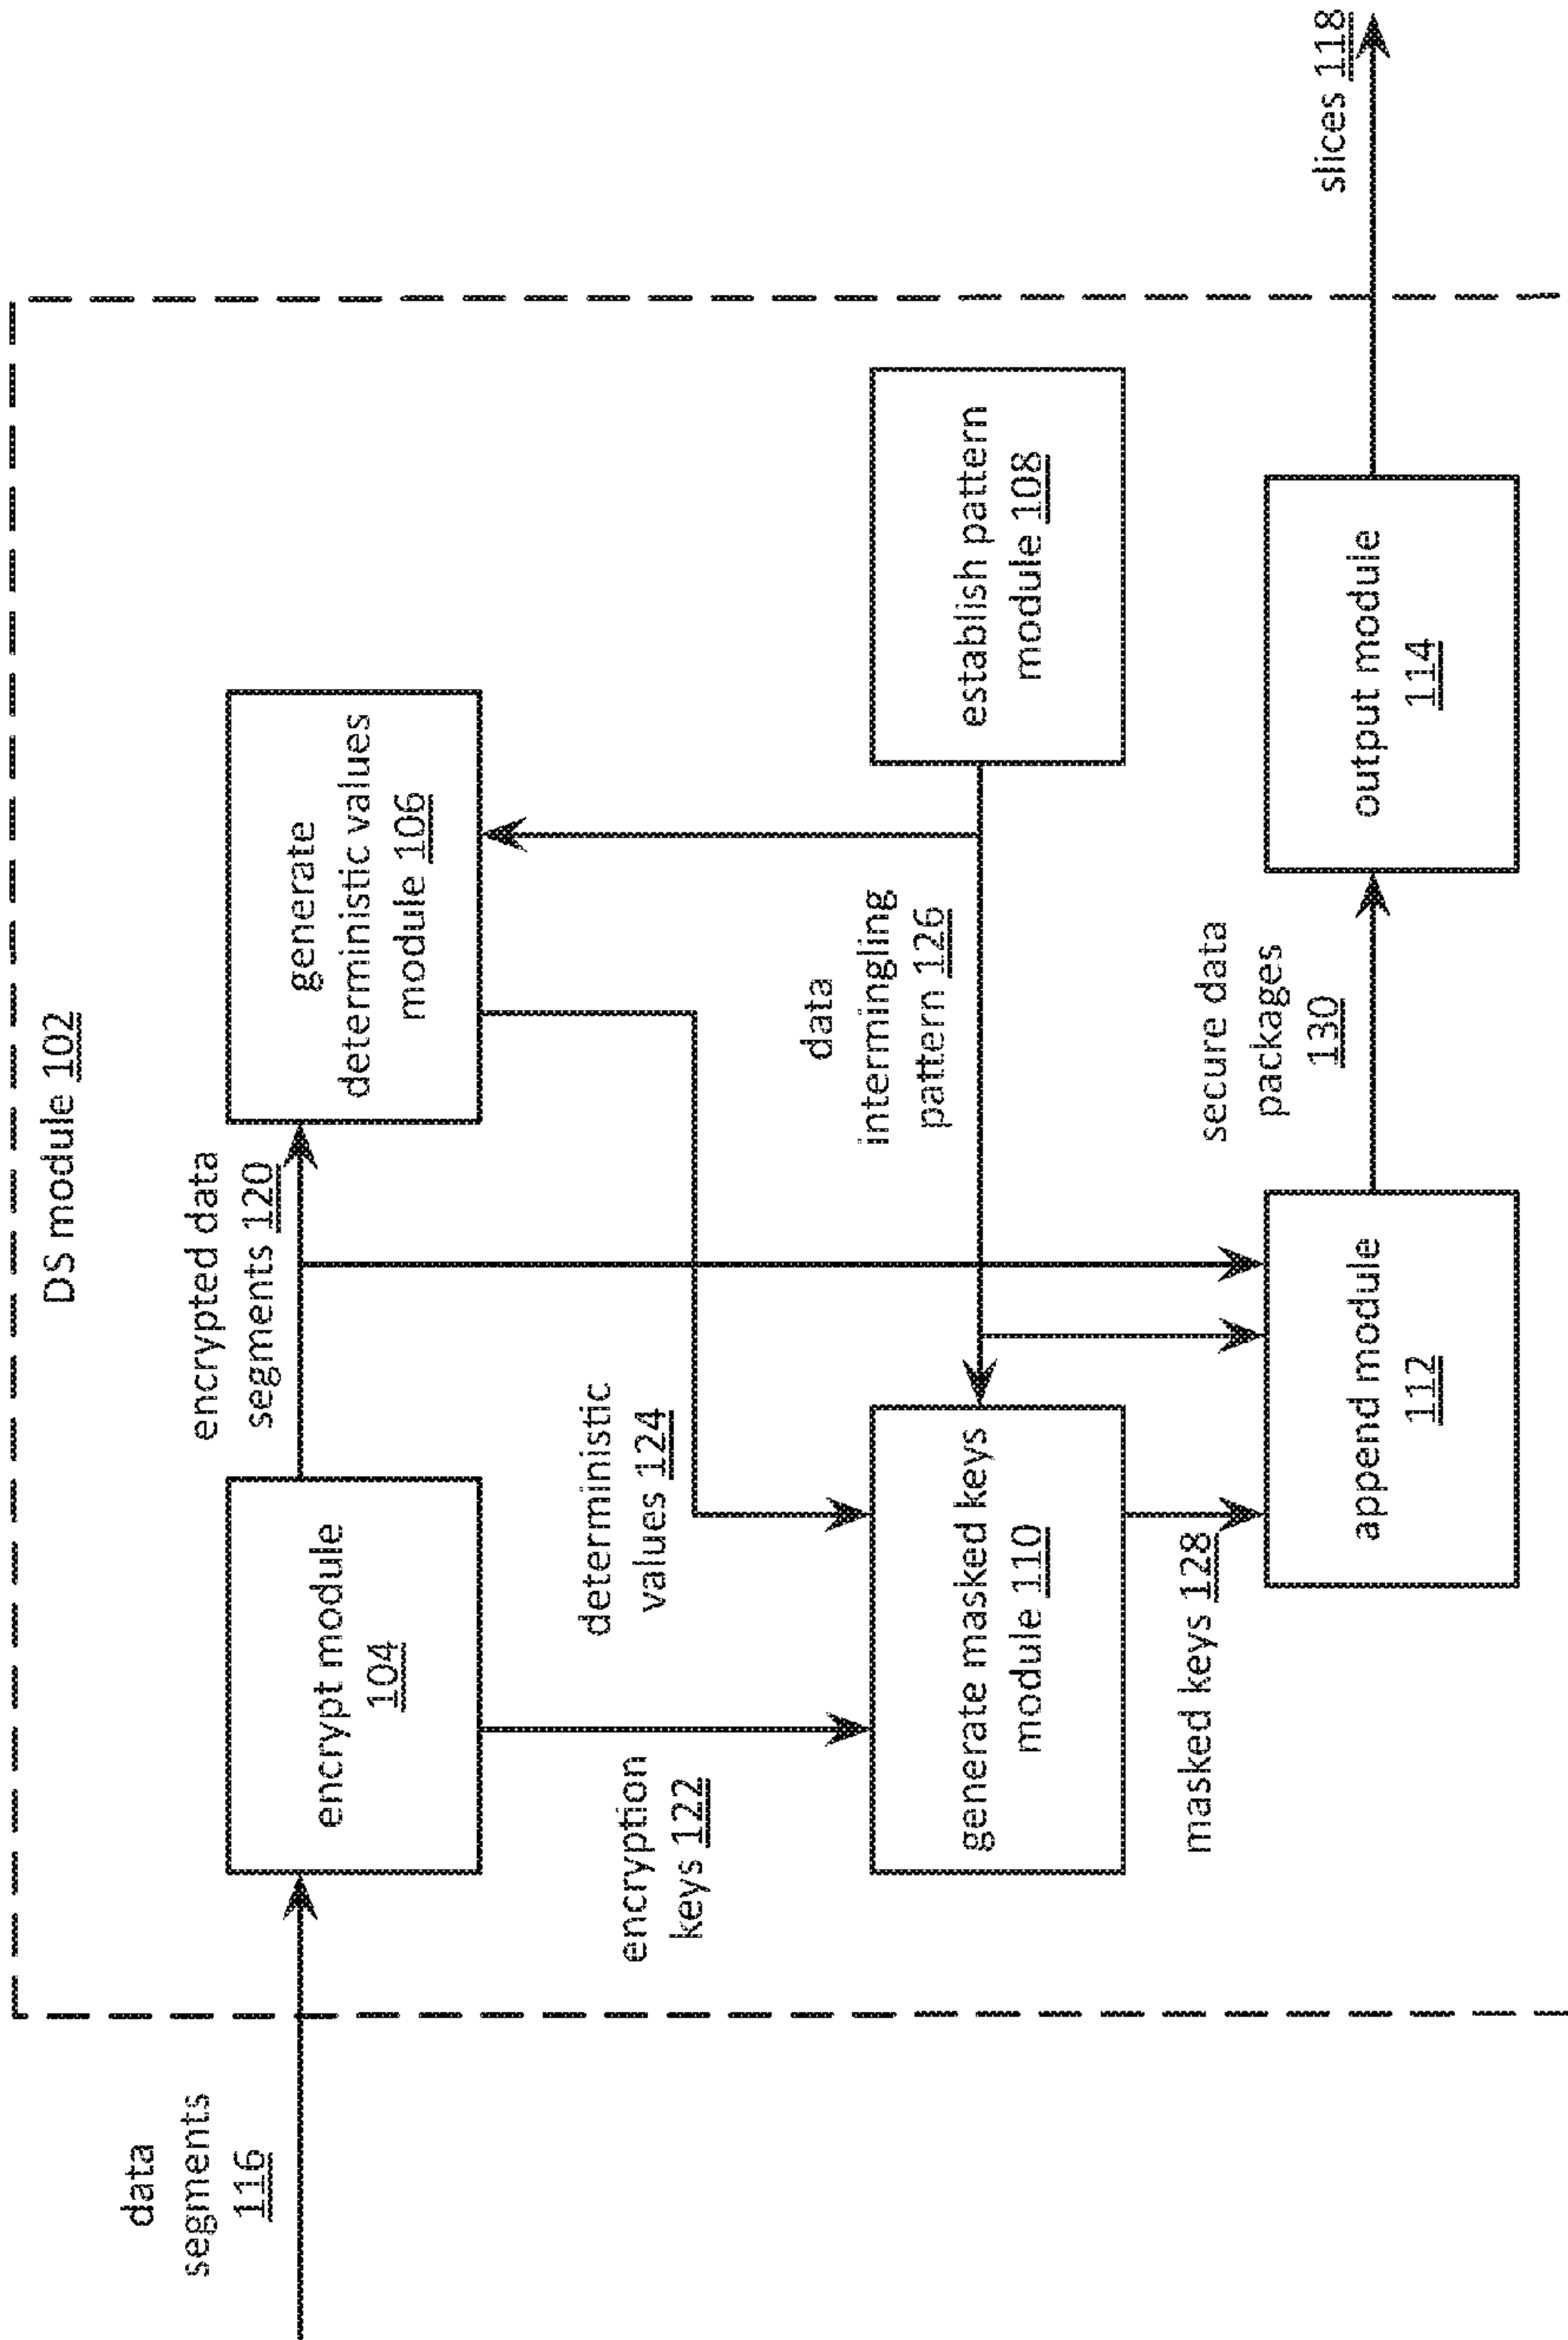 DS module 102
data
segments
116
encrypt module
104
encrypted data
segments 120
generate
deterministic values
module 106
encryption
keys 122
deterministic
values 124
data
intermingling
pattern 126
generate masked keys
module 110
establish pattern
module 108
masked keys 128
secure data
packages
130
append module
112
output module
114
slices 118